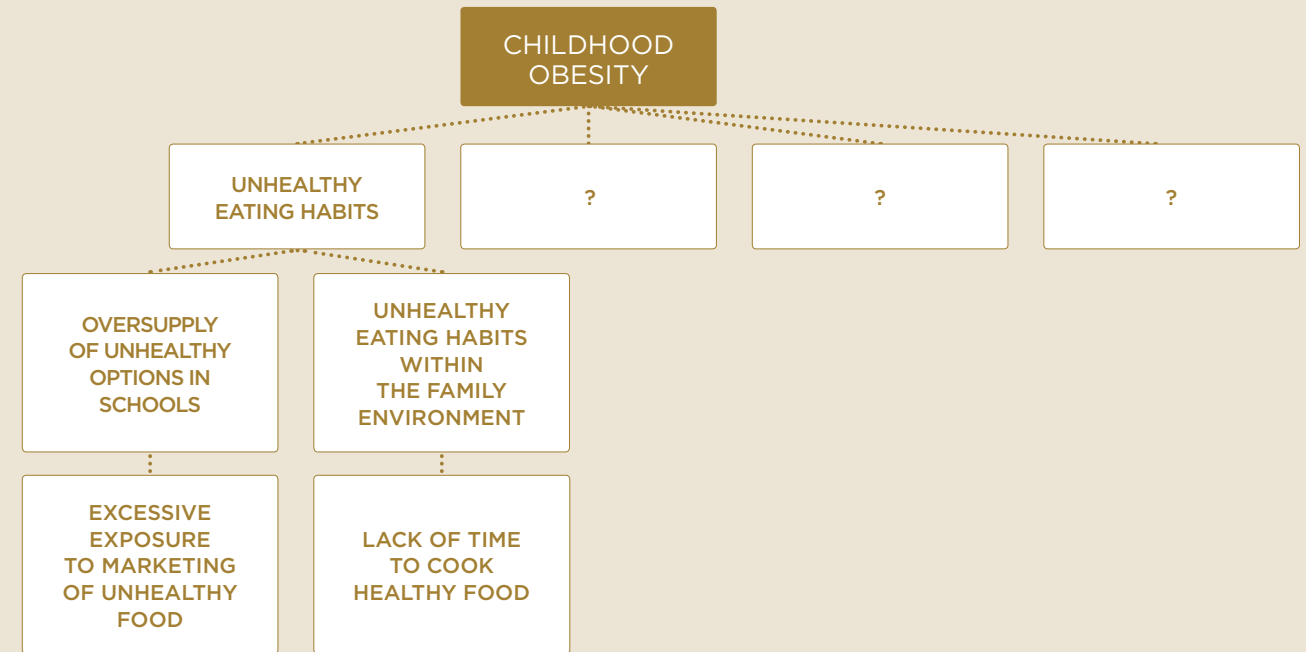 CHILDHOOD
OBESITY
UNHEALTHY
EATING HABITS
?
?
?
OVERSUPPLY
OF UNHEALTHY
OPTIONS IN
SCHOOLS
UNHEALTHY
EATING HABITS
WITHIN
THE FAMILY
ENVIRONMENT
EXCESSIVE
EXPOSURE
TO MARKETING
OF UNHEALTHY
FOOD
LACK OF TIME
TO COOK
HEALTHY FOOD